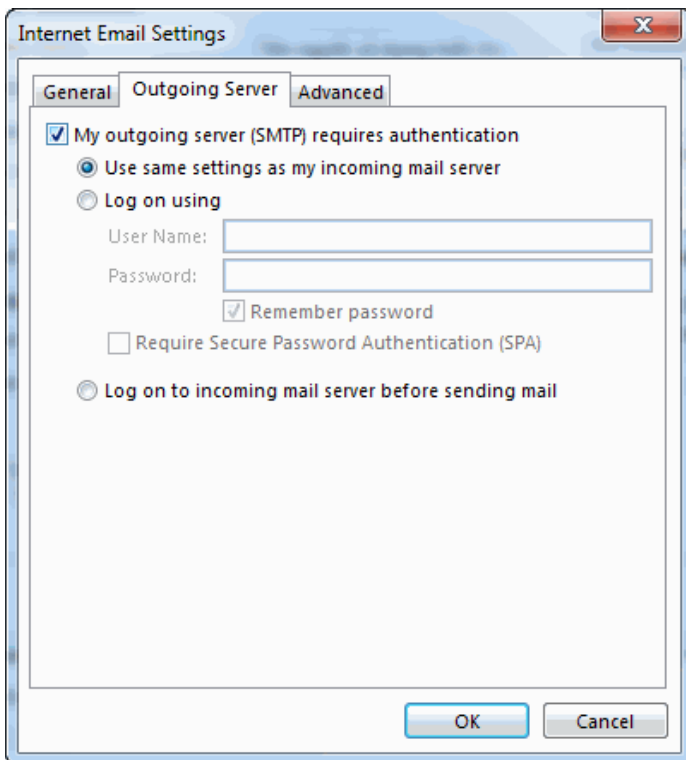 Internet Email Settings
General Outgoing Server Advanced
My outgoing server (SMTP) requires authentication
Use same settings as my incoming mail server
Log on using
User Name:
Password:
Remember password
Require Secure Password Authentication (SPA)
Log on to incoming mail server before sending mail
OK Cancel